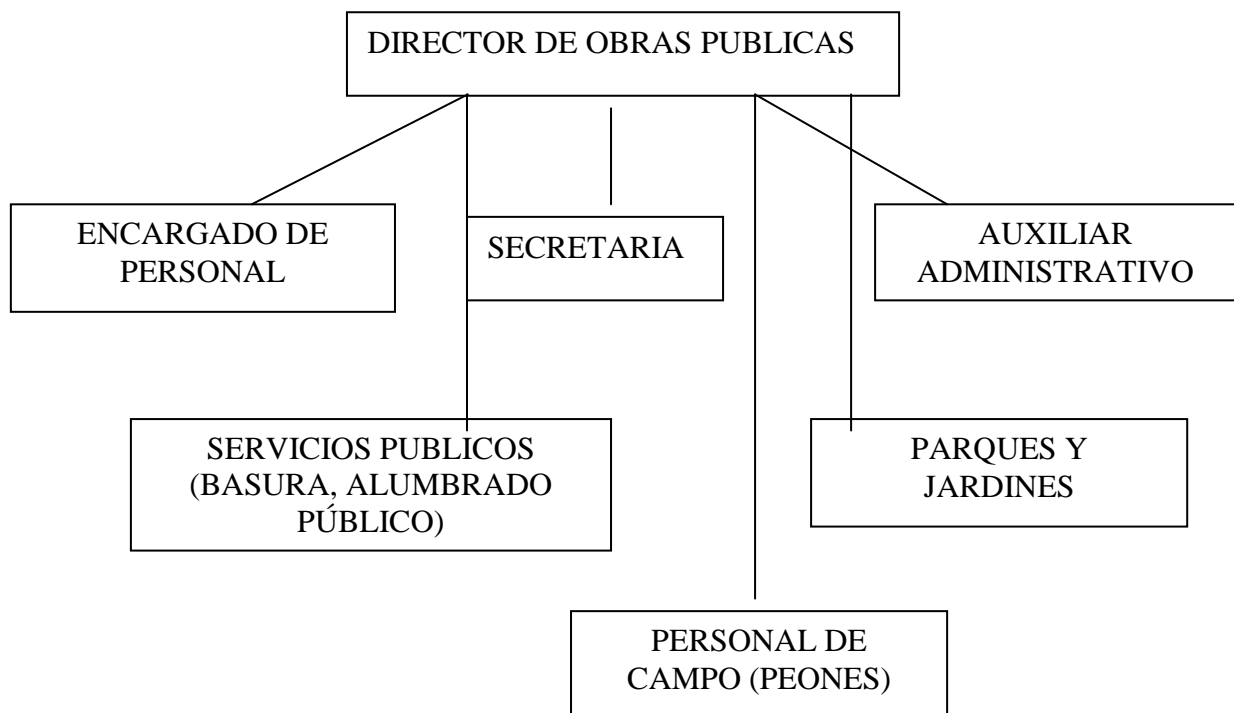 DIRECTOR DE OBRAS PUBLICAS
ENCARGADO DE
PERSONAL
SECRETARIA
AUXILIAR
ADMINISTRATIVO
SERVICIOS PUBLICOS
(BASURA, ALUMBRADO
PÚBLICO)
PARQUES Y
JARDINES
PERSONAL DE
CAMPO (PEONES)